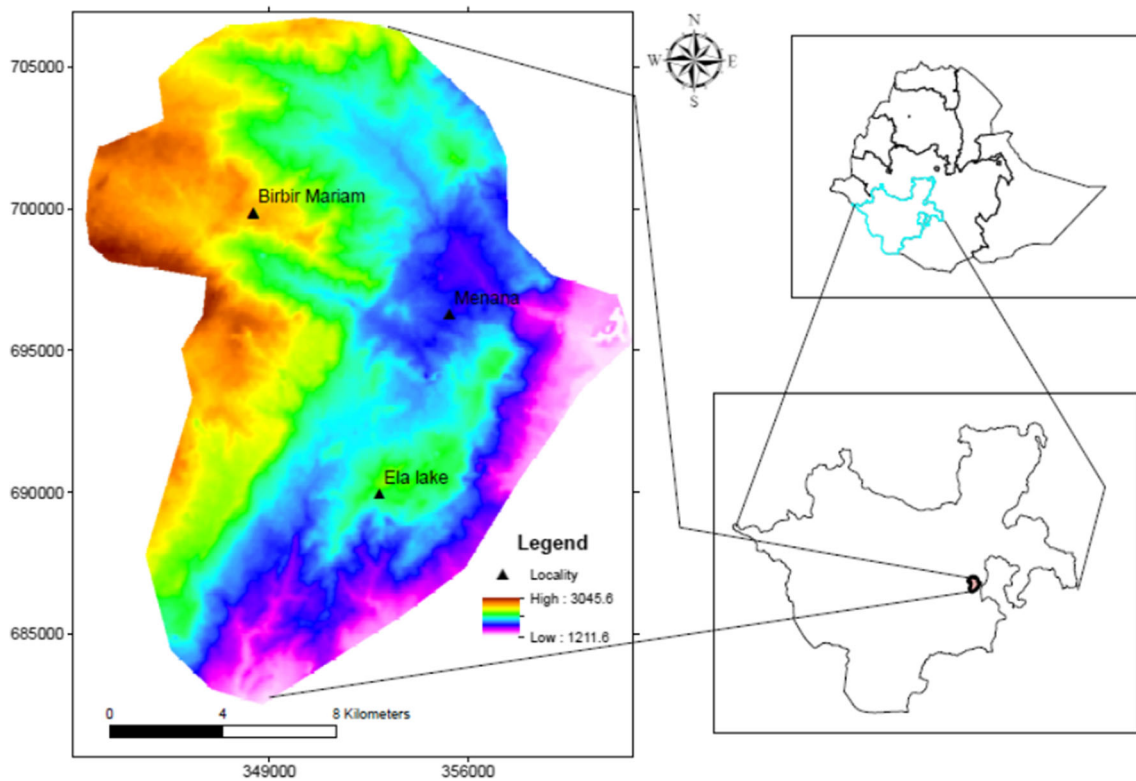 705000
700000
695000
690000
685000
349000
356000
Birbir Mariam
Menana
Ela lake
Legend
Locality
High : 3045.6
Low : 1211.6
0
4
8 Kilometers
N
W
E
S